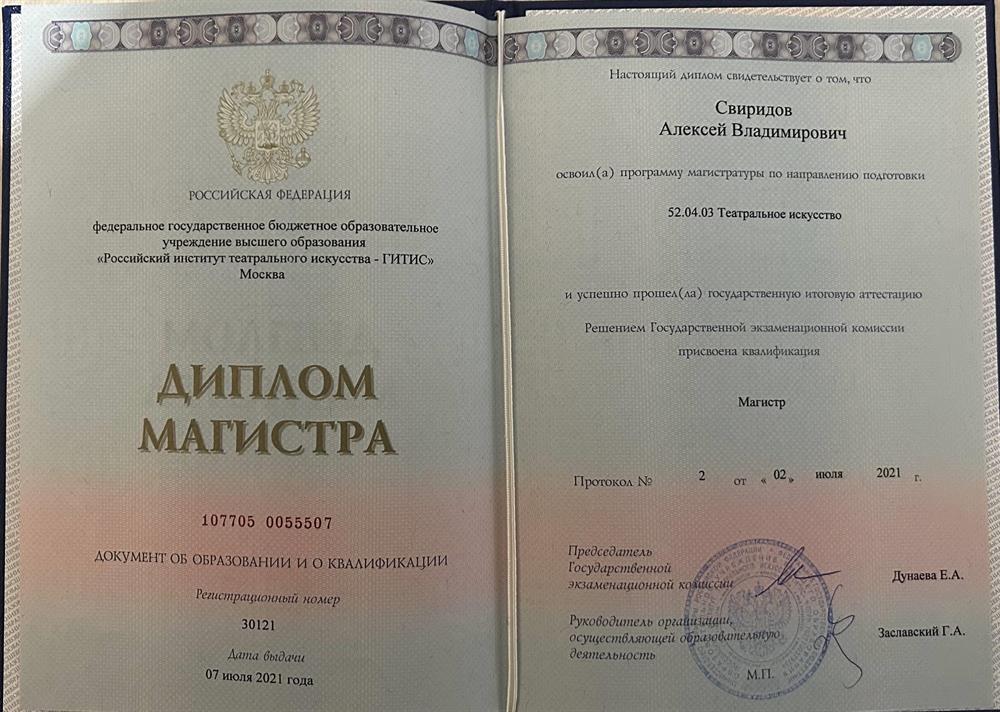 РОССИЙСКАЯ ФЕДЕРАЦИЯ
федеральное государственное бюджетное образовательное
учреждение высшего образования
«Российский институт театрального искусства - ГИТИС»
Москва
ДИПЛОМ
МАГИСТРА
107705 0055507
ДОКУМЕНТ ОБ ОБРАЗОВАНИИ И О КВАЛИФИКАЦИИ
Регистрационный номер
30121
Дата выдачи
07 июля 2021 года
Настоящий диплом свидетельствует о том, что
Свиридов
Алексей Владимирович
освоил(а) программу магистратуры по направлению подготовки
52.04.03 Театральное искусство
и успешно прошел(ла) государственную итоговую аттестацию
Решением Государственной экзаменационной комиссии
присвоена квалификация
Магистр
Протокол № 2 от « 02 » июля 2021 г.
Председатель
Государственной
экзаменационной комиссии
Дунаева Е.А.
Руководитель организации,
осуществляющей образовательную
деятельность
Заславский Г.А.
М.П.